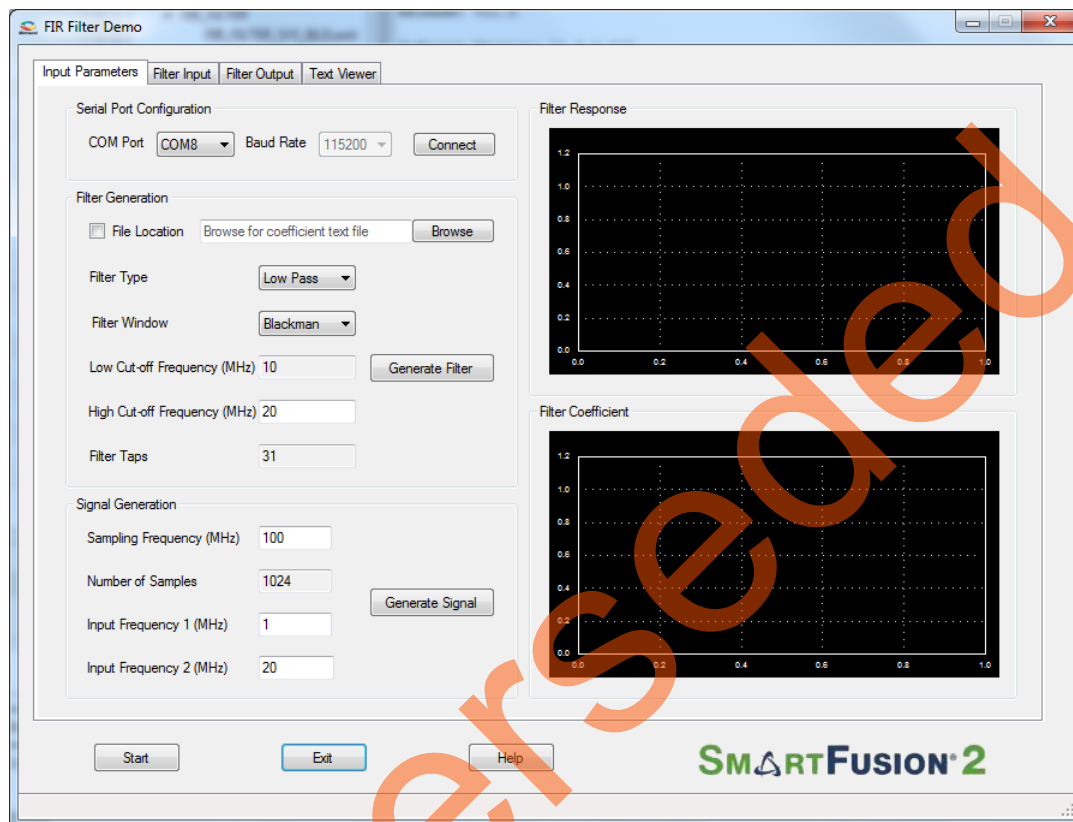 FIR Filter Demo
Input Parameters Filter Input Filter Output Text Viewer
Serial Port Configuration
COM Port COM8 Baud Rate 115200 Connect
Filter Generation
File Location Browse for coefficient text file Browse
Filter Type Low Pass
Filter Window Blackman
Low Cut-off Frequency (MHz) 10 Generate Filter
High Cut-off Frequency (MHz) 20
Filter Taps 31
Signal Generation
Sampling Frequency (MHz) 100
Number of Samples 1024
Generate Signal
Input Frequency 1 (MHz) 1
Input Frequency 2 (MHz) 20
Filter Response
1.2
1.0
0.8
0.6
0.4
0.2
0.0
0.0 0.2 0.4 0.6 0.8 1.0
Filter Coefficient
1.2
1.0
0.8
0.6
0.4
0.2
0.0
0.0 0.2 0.4 0.6 0.8 1.0
Start Exit Help
SMARTFUSION® 2
erseded